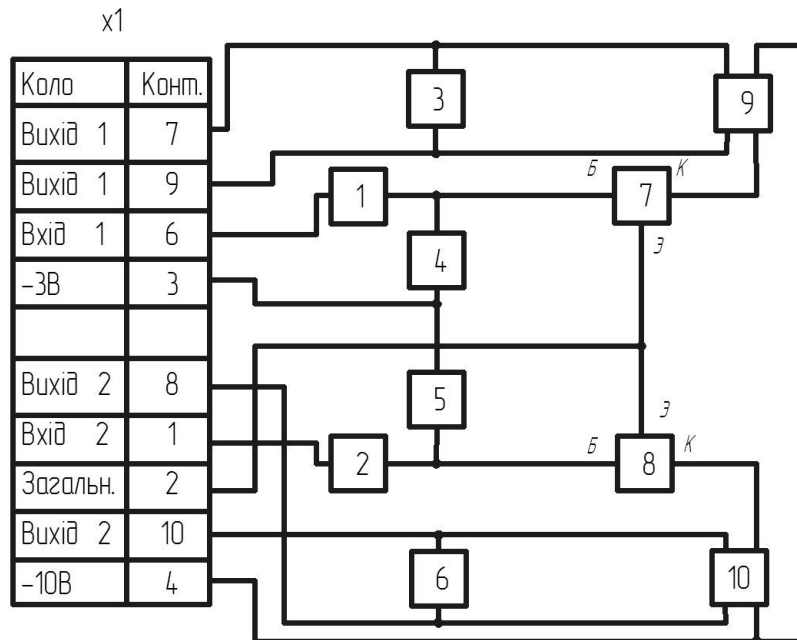 x1
Коло Конт.
Вихід 1 7
Вихід 1 9
Вхід 1 6
-3В 3
Вихід 2 8
Вхід 2 1
Загальн. 2
Вихід 2 10
-10В 4
3
9
1
Б
7
К
Э
4
5
Э
2
Б
8
К
6
10